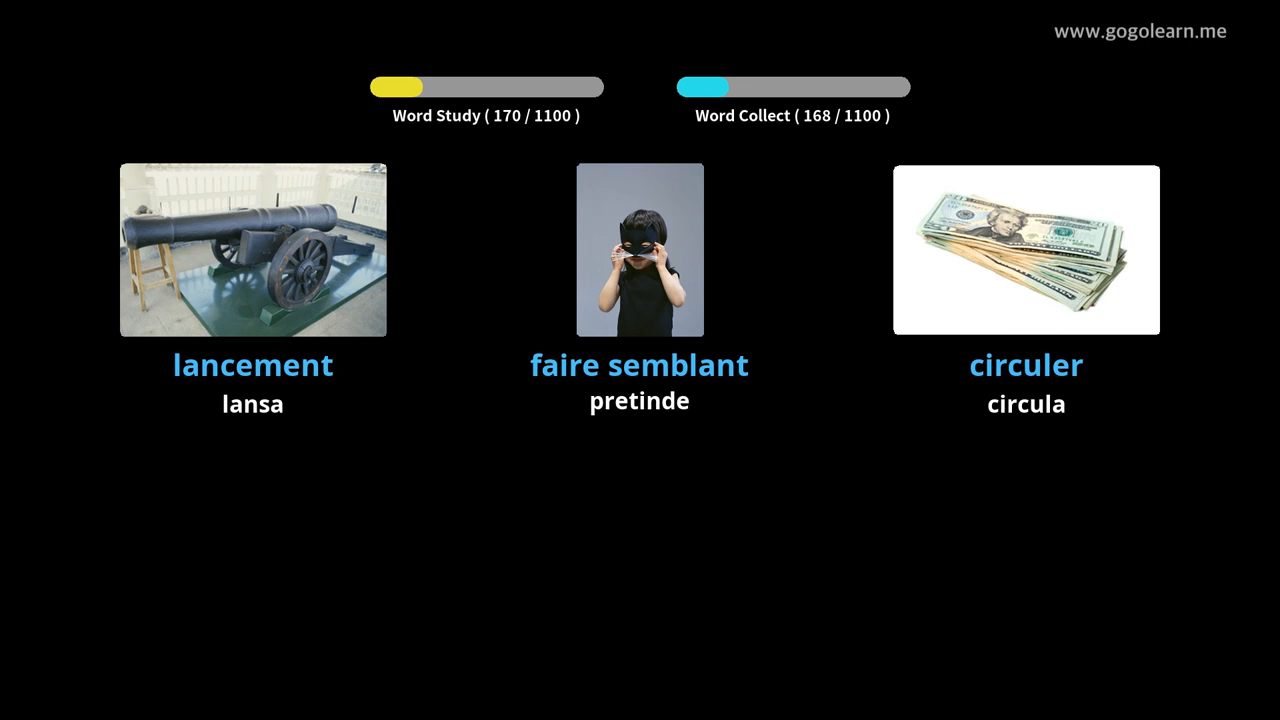 www.gogolearn.me
Word Study ( 170 / 1100 )
Word Collect ( 168 / 1100 )
lancement
lansa
faire semblant
pretinde
circuler
circula